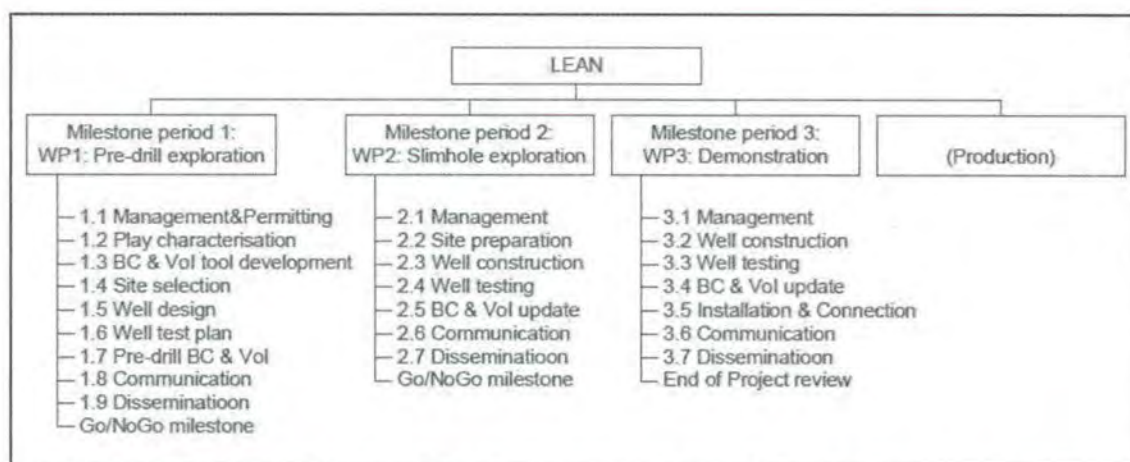 LEAN
Milestone period 1:
WP1: Pre-drill exploration
1.1 Management&Permitting
1.2 Play characterisation
1.3 BC & VoI tool development
1.4 Site selection
1.5 Well design
1.6 Well test plan
1.7 Pre-drill BC & VoI
1.8 Communication
1.9 Disseminatioon
Go/NoGo milestone
Milestone period 2:
WP2: Slimhole exploration
2.1 Management
2.2 Site preparation
2.3 Well construction
2.4 Well testing
2.5 BC & VoI update
2.6 Communication
2.7 Disseminatioon
Go/NoGo milestone
Milestone period 3:
WP3: Demonstration
3.1 Management
3.2 Well construction
3.3 Well testing
3.4 BC & VoI update
3.5 Installation & Connection
3.6 Communication
3.7 Disseminatioon
End of Project review
(Production)